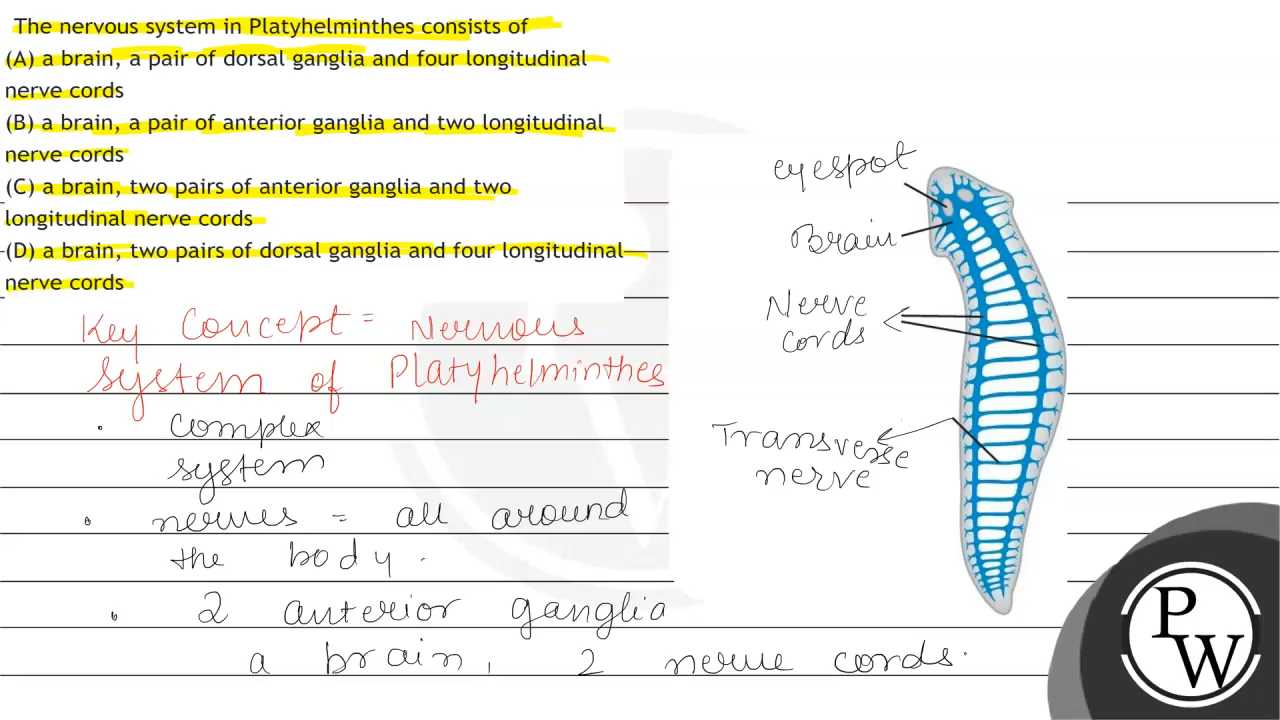 The nervous system in Platyhelminthes consists of
(A) a brain, a pair of dorsal ganglia and four longitudinal
nerve cords
(B) a brain, a pair of anterior ganglia and two longitudinal
nerve cords
(C) a brain, two pairs of anterior ganglia and two
longitudinal nerve cords
(D) a brain, two pairs of dorsal ganglia and four longitudinal
nerve cords
Key Concept = Nervous
System of Platyhelminthes
• complex
system
• nerves = all around
the body.
• 2 anterior ganglia
a brain, 2 nerve cords.
eyespot
Brain
Nerve
cords
Transverse
nerve
P
W